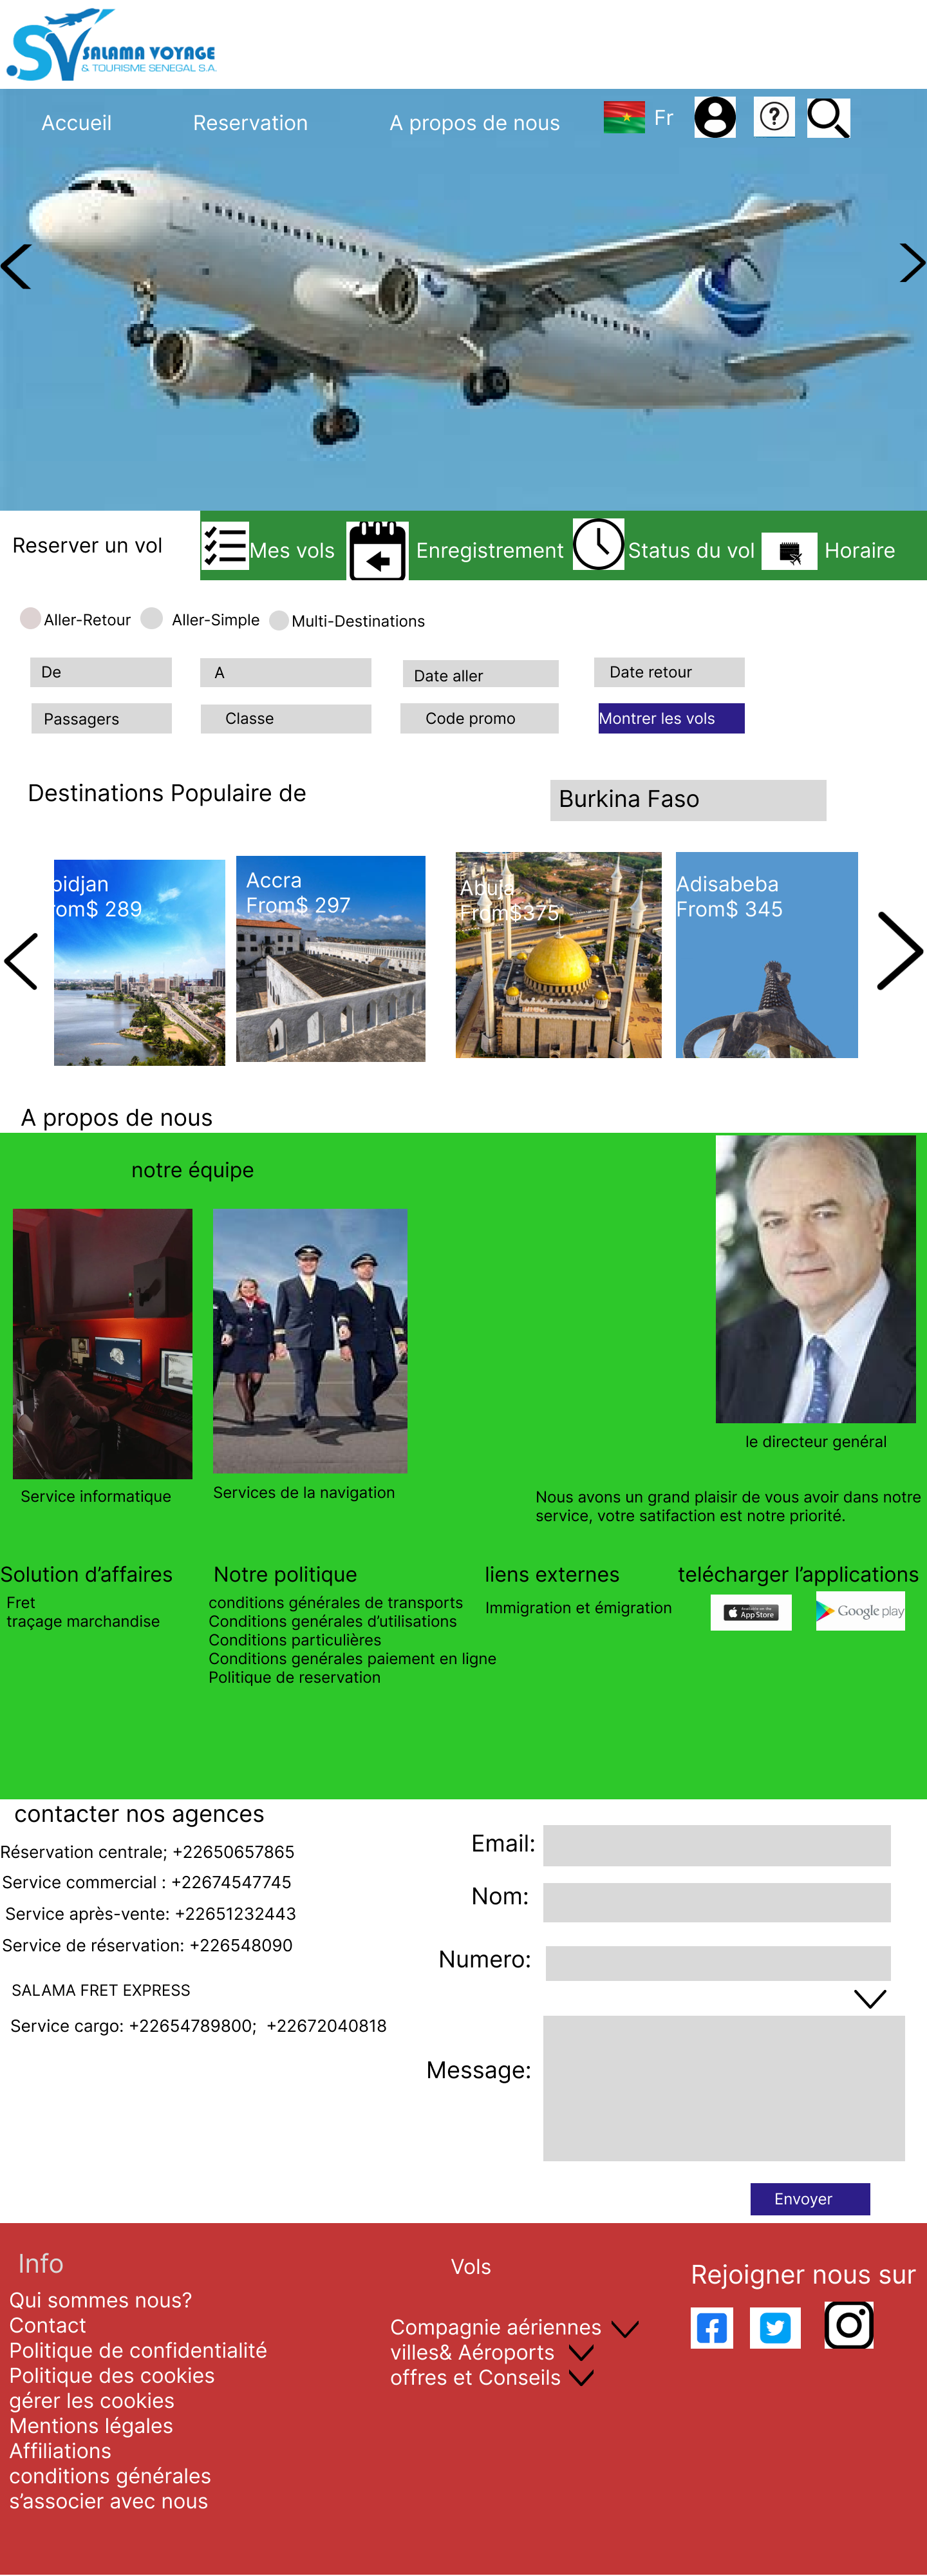 SALAMA VOYAGE
& TOURISME SENEGAL S.A.
Accueil
Reservation
A propos de nous
Fr
Reserver un vol
Mes vols
Enregistrement
Status du vol
Horaire
Aller-Retour
Aller-Simple
Multi-Destinations
De
A
Date aller
Date retour
Passagers
Classe
Code promo
Montrer les vols
Destinations Populaire de
Burkina Faso
bidjan
rom$ 289
Accra
From$ 297
Abuja
From$375
Adisabeba
From$ 345
A propos de nous
notre équipe
Service informatique
Services de la navigation
le directeur genéral
Nous avons un grand plaisir de vous avoir dans notre
service, votre satifaction est notre priorité.
Solution d’affaires
Fret
traçage marchandise
Notre politique
conditions générales de transports
Conditions genérales d’utilisations
Conditions particulières
Conditions genérales paiement en ligne
Politique de reservation
liens externes
Immigration et émigration
telécharger l’applications
App Store
Google play
contacter nos agences
Réservation centrale; +22650657865
Service commercial : +22674547745
Service après-vente: +22651232443
Service de réservation: +226548090
SALAMA FRET EXPRESS
Service cargo: +22654789800;  +22672040818
Email:
Nom:
Numero:
Message:
Envoyer
Info
Qui sommes nous?
Contact
Politique de confidentialité
Politique des cookies
gérer les cookies
Mentions légales
Affiliations
conditions générales
s’associer avec nous
Vols
Compagnie aériennes
villes& Aéroports
offres et Conseils
Rejoigner nous sur